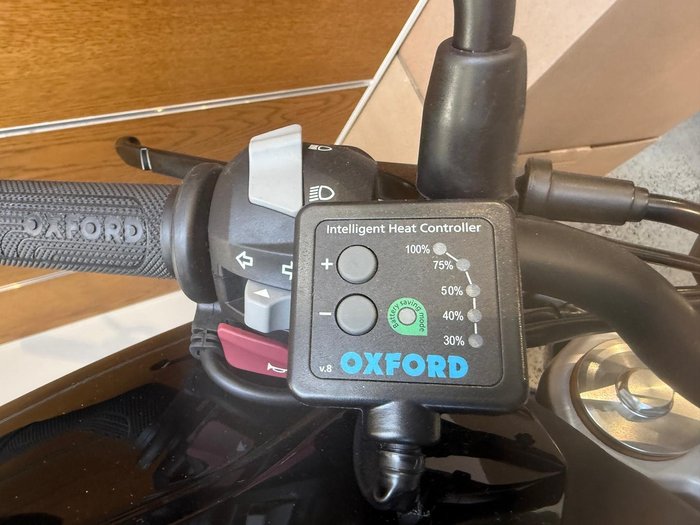 OXFORD
Intelligent Heat Controller
+
100%
75%
50%
40%
30%
-
Battery saving mode
v.8
OXFORD